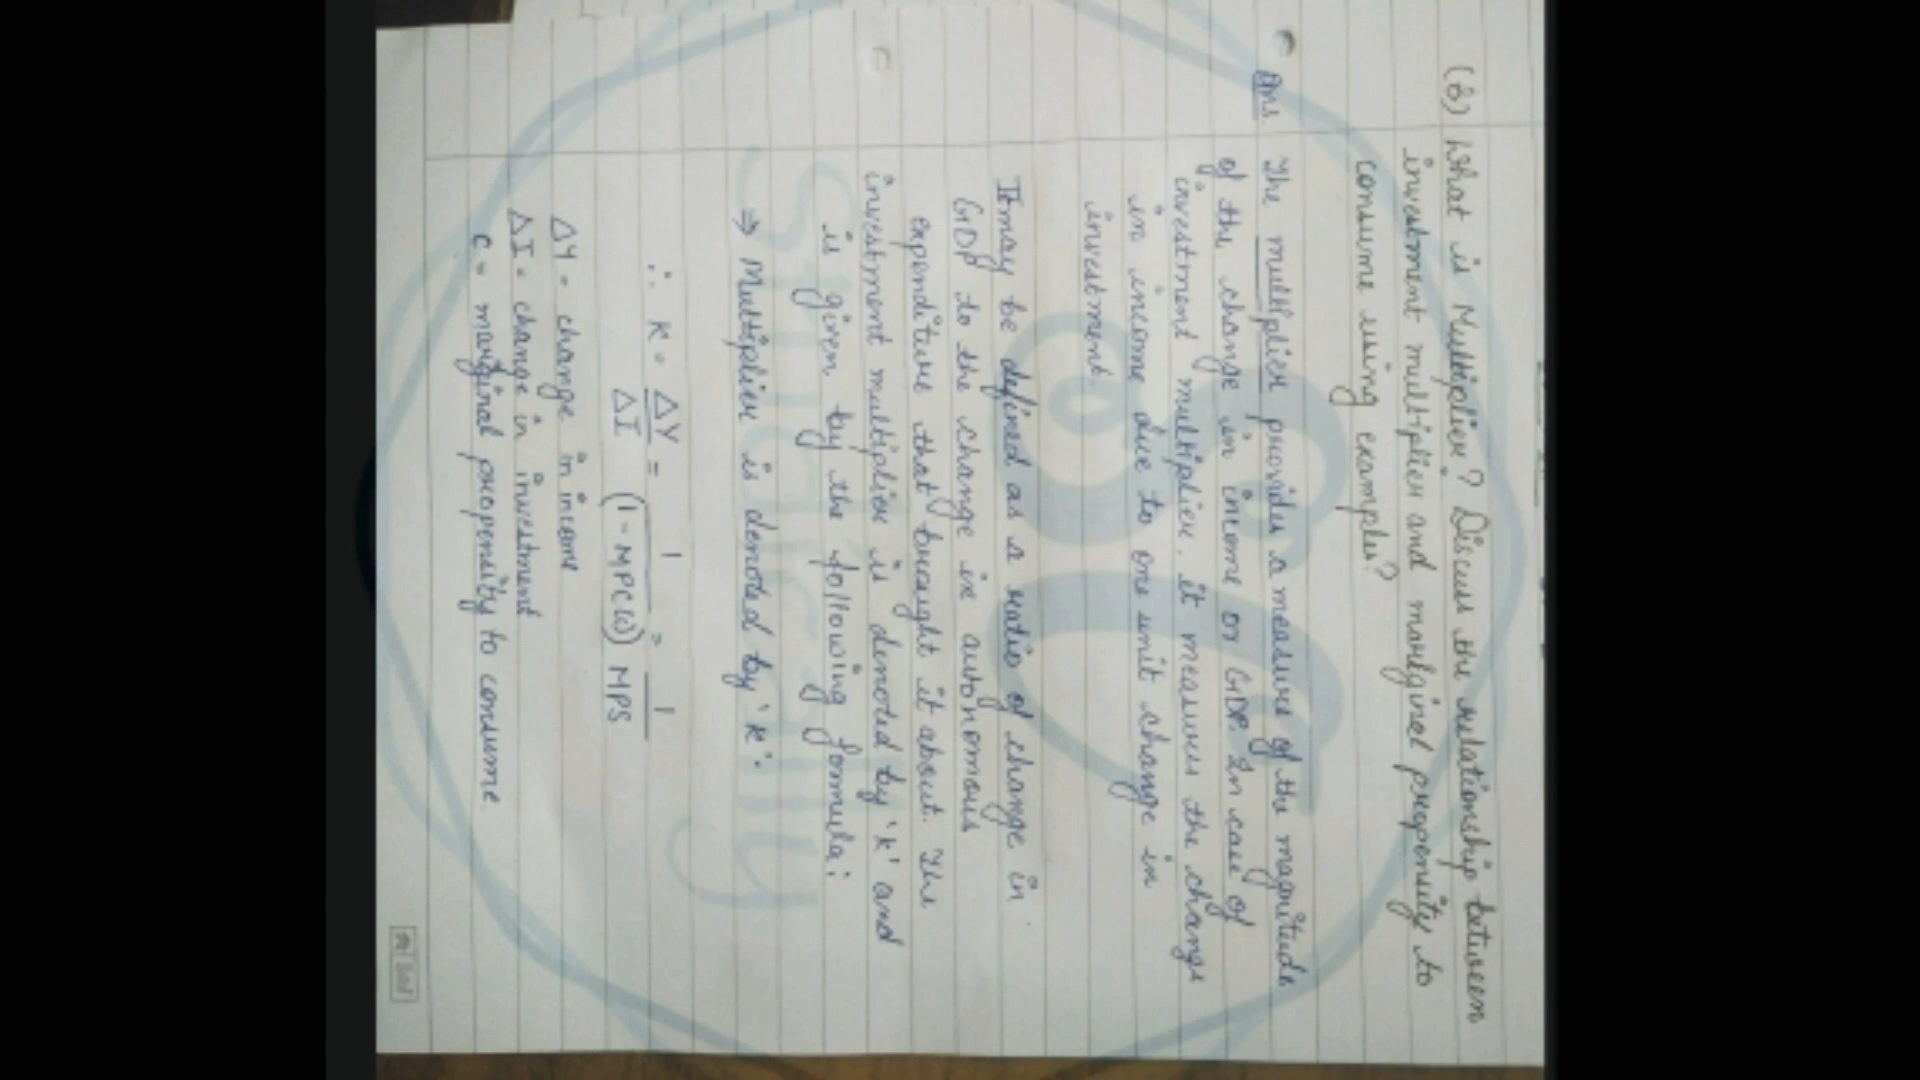 (B) What is Multiplier? Discuss the relationship between
investment multiplier and marginal propensity to
consume using examples?
Ans. The multiplier provides a measure of the magnitude
of the change in income or GDP. In case of
investment multiplier, it measures the change
in income due to one unit change in
investment.
It may be defined as a ratio of change in
GDP to the change in autonomous
expenditure that brought it about. The
investment multiplier is denoted by 'k' and
is given by the following formula:
⇒ Multiplier is denoted by 'K'.
∴ K = ΔY/ΔI = 1/(1-MPC(c)) = 1/MPS
ΔY = change in income
ΔI = change in investment
C = marginal propensity to consume.
Study